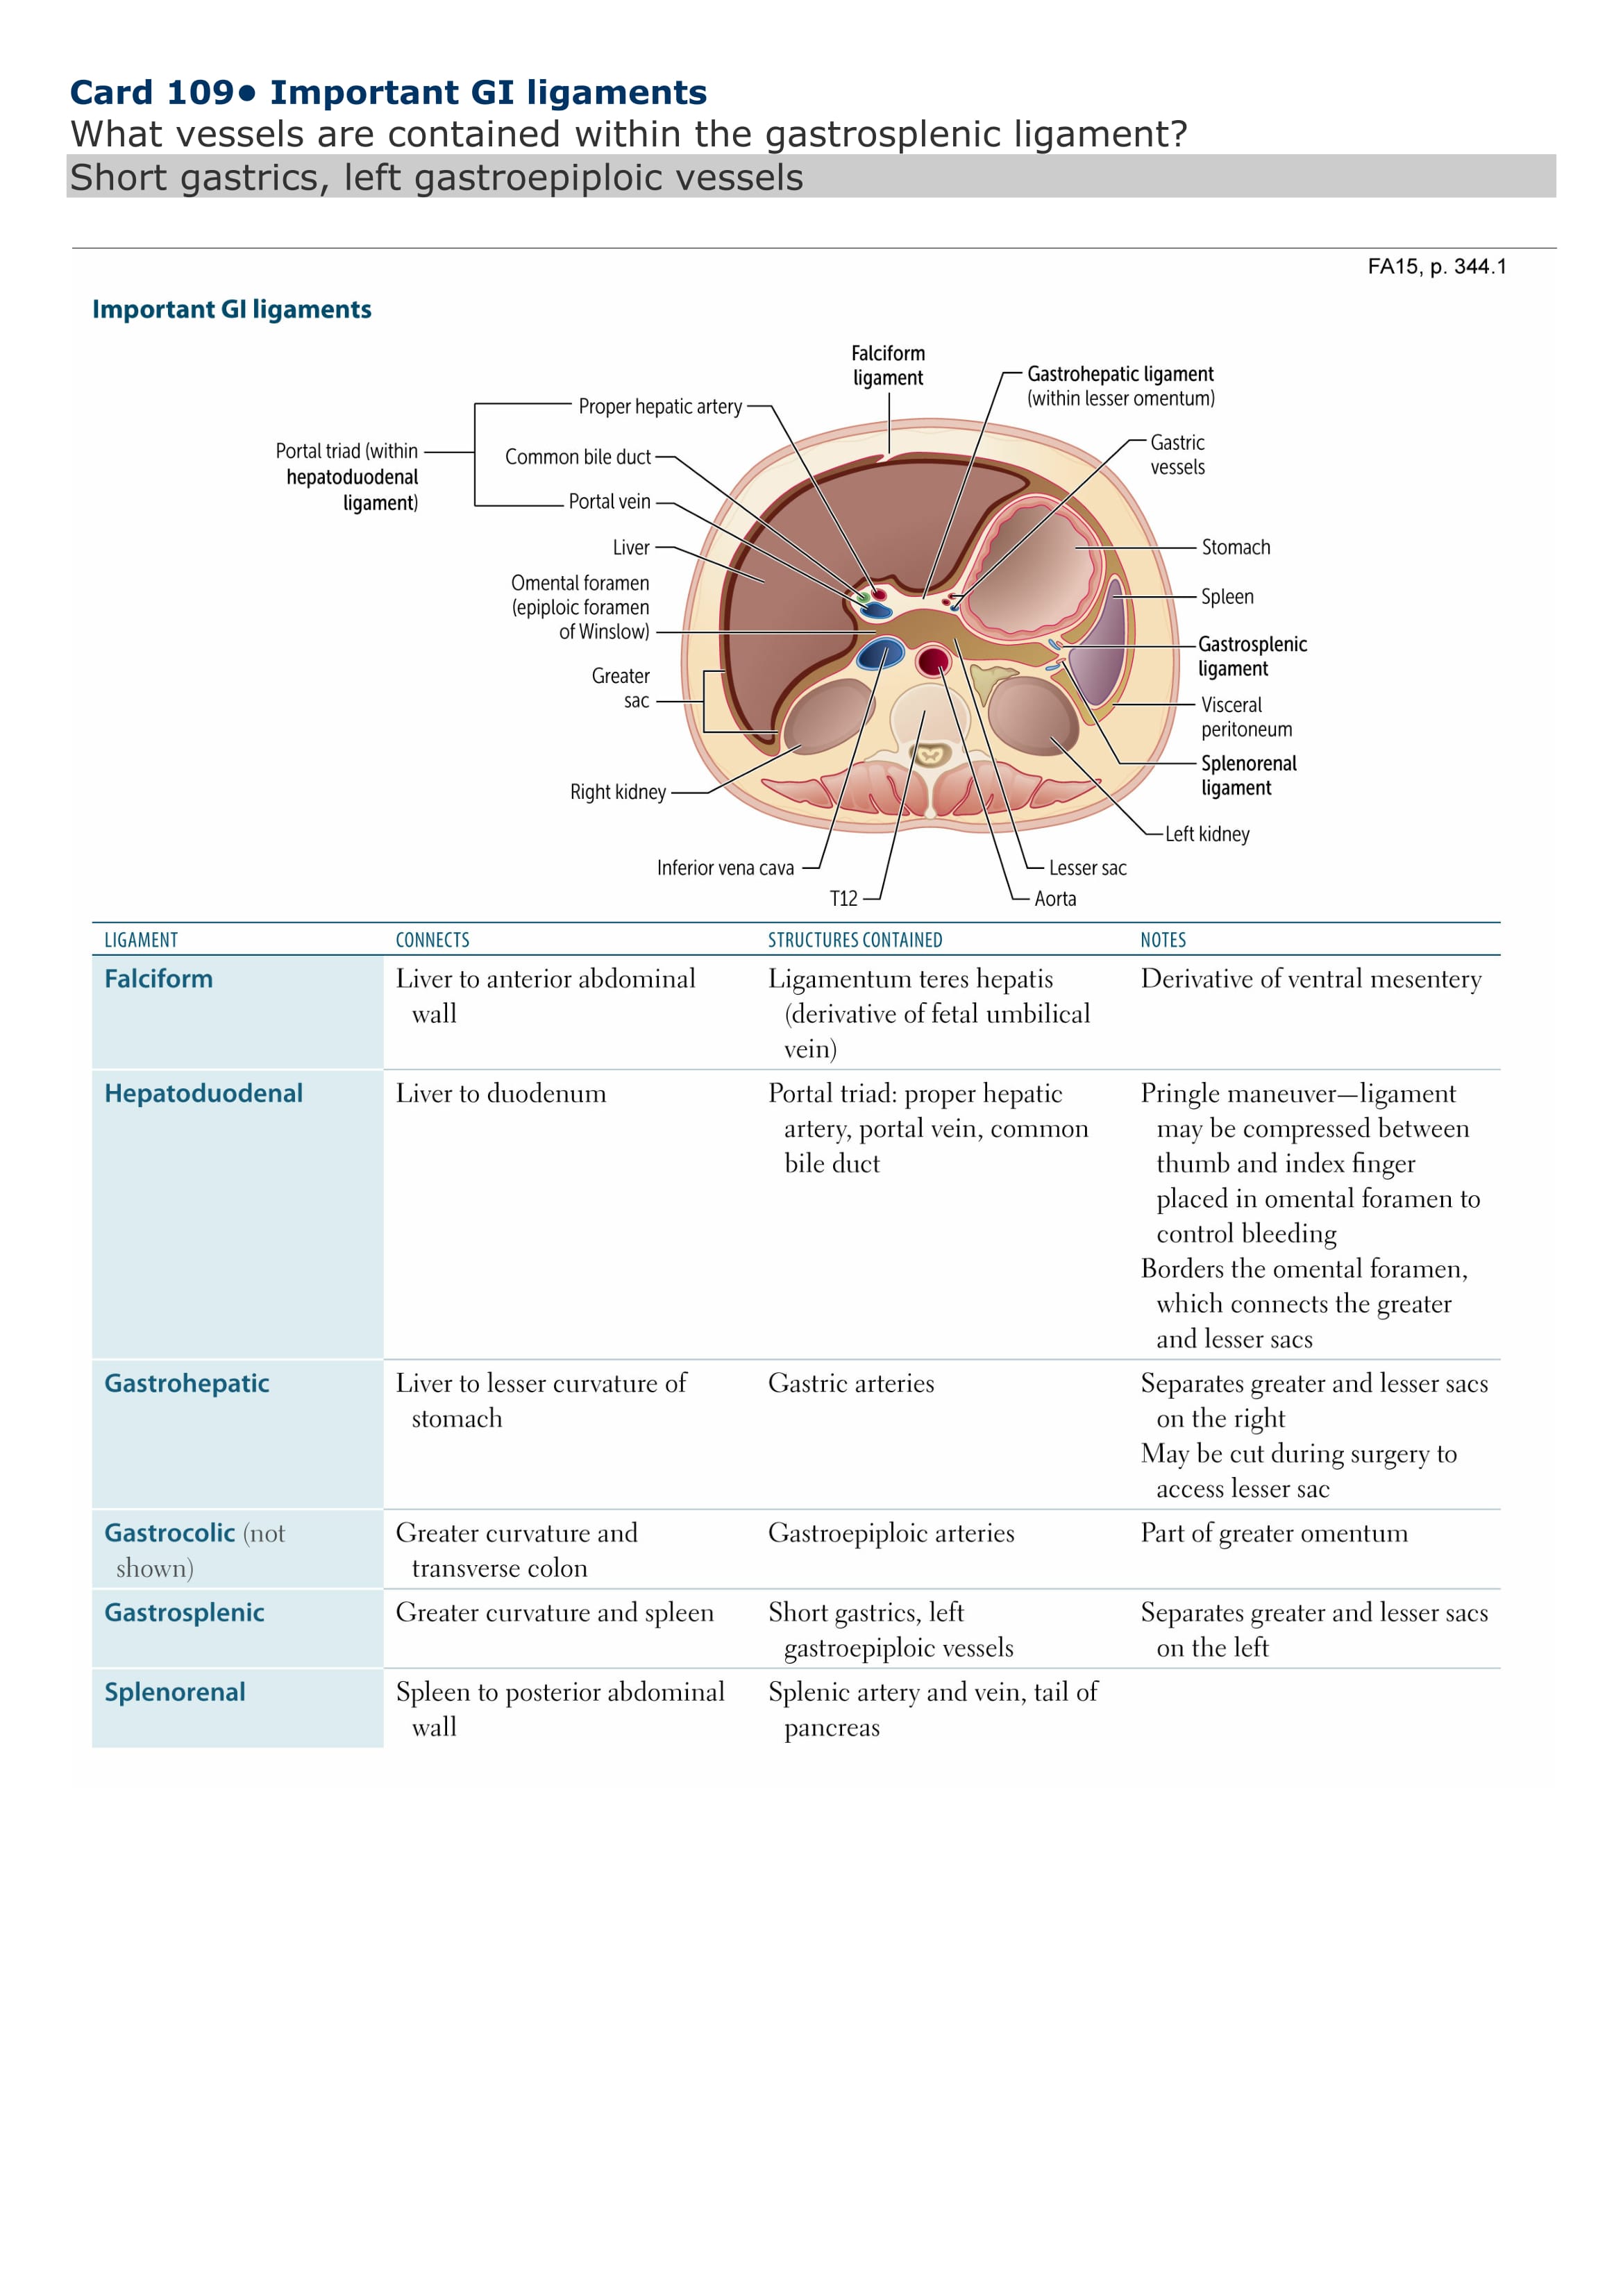 Card 109• Important GI ligaments
What vessels are contained within the gastrosplenic ligament?
Short gastrics, left gastroepiploic vessels
FA15, p. 344.1
Important GI ligaments
Falciform
ligament
Gastrohepatic ligament
(within lesser omentum)
Proper hepatic artery
Gastric
vessels
Portal triad (within
hepatoduodenal
ligament)
Common bile duct
Portal vein
Liver
Stomach
Omental foramen
(epiploic foramen
of Winslow)
Spleen
Gastrosplenic
ligament
Greater
sac
Visceral
peritoneum
Splenorenal
ligament
Right kidney
Left kidney
Inferior vena cava
Lesser sac
T12
Aorta
LIGAMENT CONNECTS STRUCTURES CONTAINED NOTES
Falciform Liver to anterior abdominal Ligamentum teres hepatis Derivative of ventral mesentery
wall (derivative of fetal umbilical
vein)
Hepatoduodenal Liver to duodenum Portal triad: proper hepatic Pringle maneuver—ligament
artery, portal vein, common may be compressed between
bile duct thumb and index finger
placed in omental foramen to
control bleeding
Borders the omental foramen,
which connects the greater
and lesser sacs
Gastrohepatic Liver to lesser curvature of Gastric arteries Separates greater and lesser sacs
stomach on the right
May be cut during surgery to
access lesser sac
Gastrocolic (not Greater curvature and Gastroepiploic arteries Part of greater omentum
shown) transverse colon
Gastrosplenic Greater curvature and spleen Short gastrics, left Separates greater and lesser sacs
gastroepiploic vessels on the left
Splenorenal Spleen to posterior abdominal Splenic artery and vein, tail of
wall pancreas